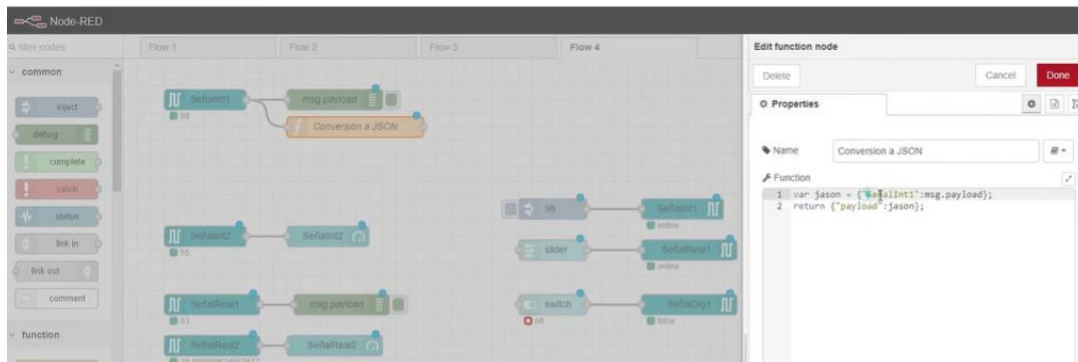 Node-RED
filter nodes
Flow 1
Flow 2
Flow 3
Flow 4
common
inject
debug
complete
catch
status
link in
link out
comment
function
SeñalInt1
98
msg.payload
Conversion a JSON
SeñalInt2
55
SeñalInt2
98
SeñalInt1
online
slider
SeñalReal1
online
SeñalReal1
53
msg.payload
switch
off
SeñalDig1
false
SeñalReal2
SeñalReal2
Edit function node
Delete
Cancel
Done
Properties
Name
Conversion a JSON
Function
1 var jason = {"SeñalInt1":msg.payload};
2 return {"payload":jason};